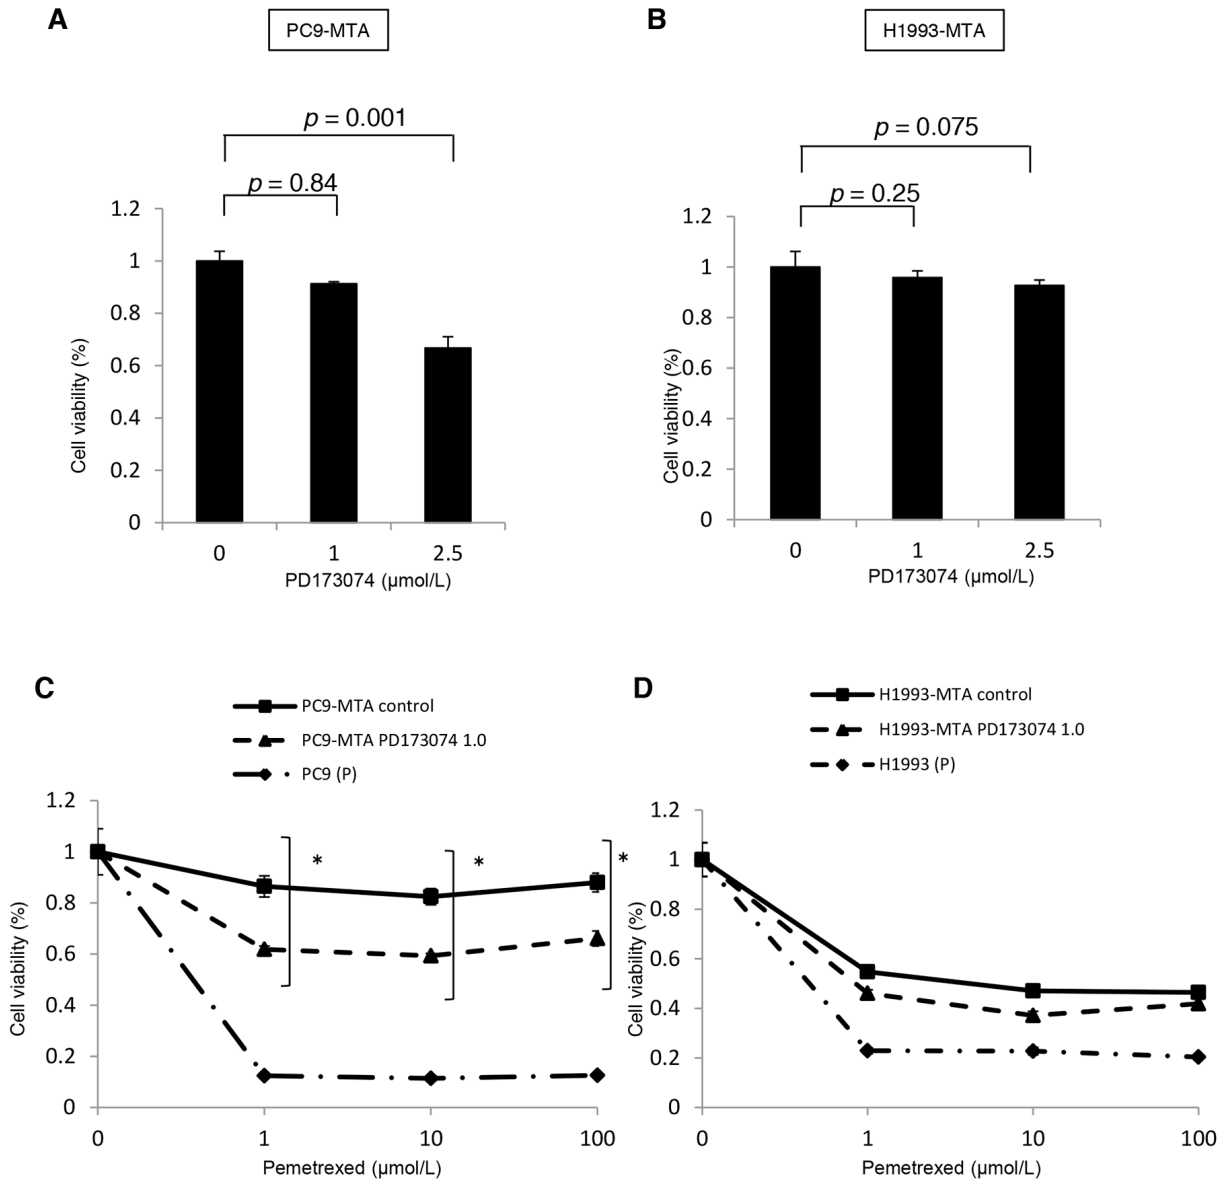 A
PC9-MTA
p = 0.001
p = 0.84
1.2
1
0.8
0.6
0.4
0.2
0
Cell viability (%)
0 1 2.5
PD173074 (μmol/L)
B
H1993-MTA
p = 0.075
p = 0.25
1.2
1
0.8
0.6
0.4
0.2
0
Cell viability (%)
0 1 2.5
PD173074 (μmol/L)
C
PC9-MTA control
PC9-MTA PD173074 1.0
PC9 (P)
1.2
1
0.8
0.6
0.4
0.2
0
Cell viability (%)
* * *
0 1 10 100
Pemetrexed (μmol/L)
D
H1993-MTA control
H1993-MTA PD173074 1.0
H1993 (P)
1.2
1
0.8
0.6
0.4
0.2
0
Cell viability (%)
0 1 10 100
Pemetrexed (μmol/L)